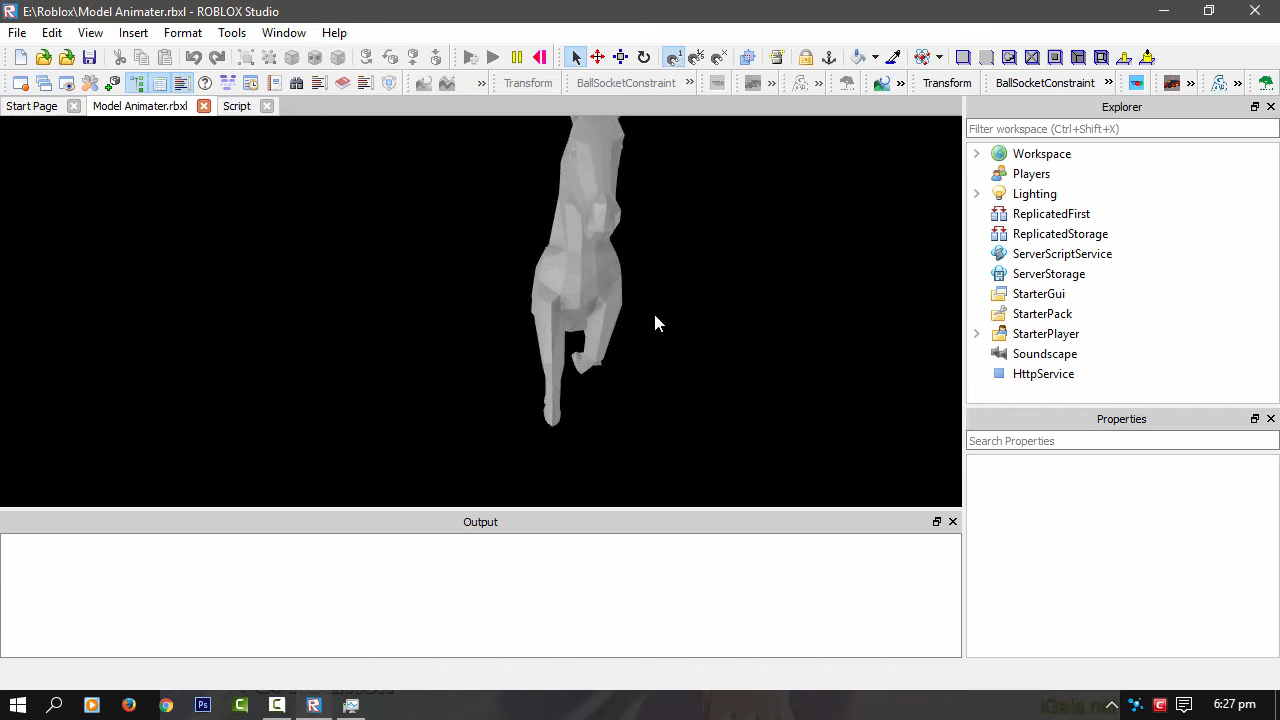 E:\Roblox\Model Animater.rbxl - ROBLOX Studio
File Edit View Insert Format Tools Window Help
Transform BallSocketConstraint » Transform BallSocketConstraint »
Start Page Model Animater.rbxl Script
Explorer
Filter workspace (Ctrl+Shift+X)
Workspace
Players
Lighting
ReplicatedFirst
ReplicatedStorage
ServerScriptService
ServerStorage
StarterGui
StarterPack
StarterPlayer
Soundscape
HttpService
Properties
Search Properties
Output
Ps
6:27 pm